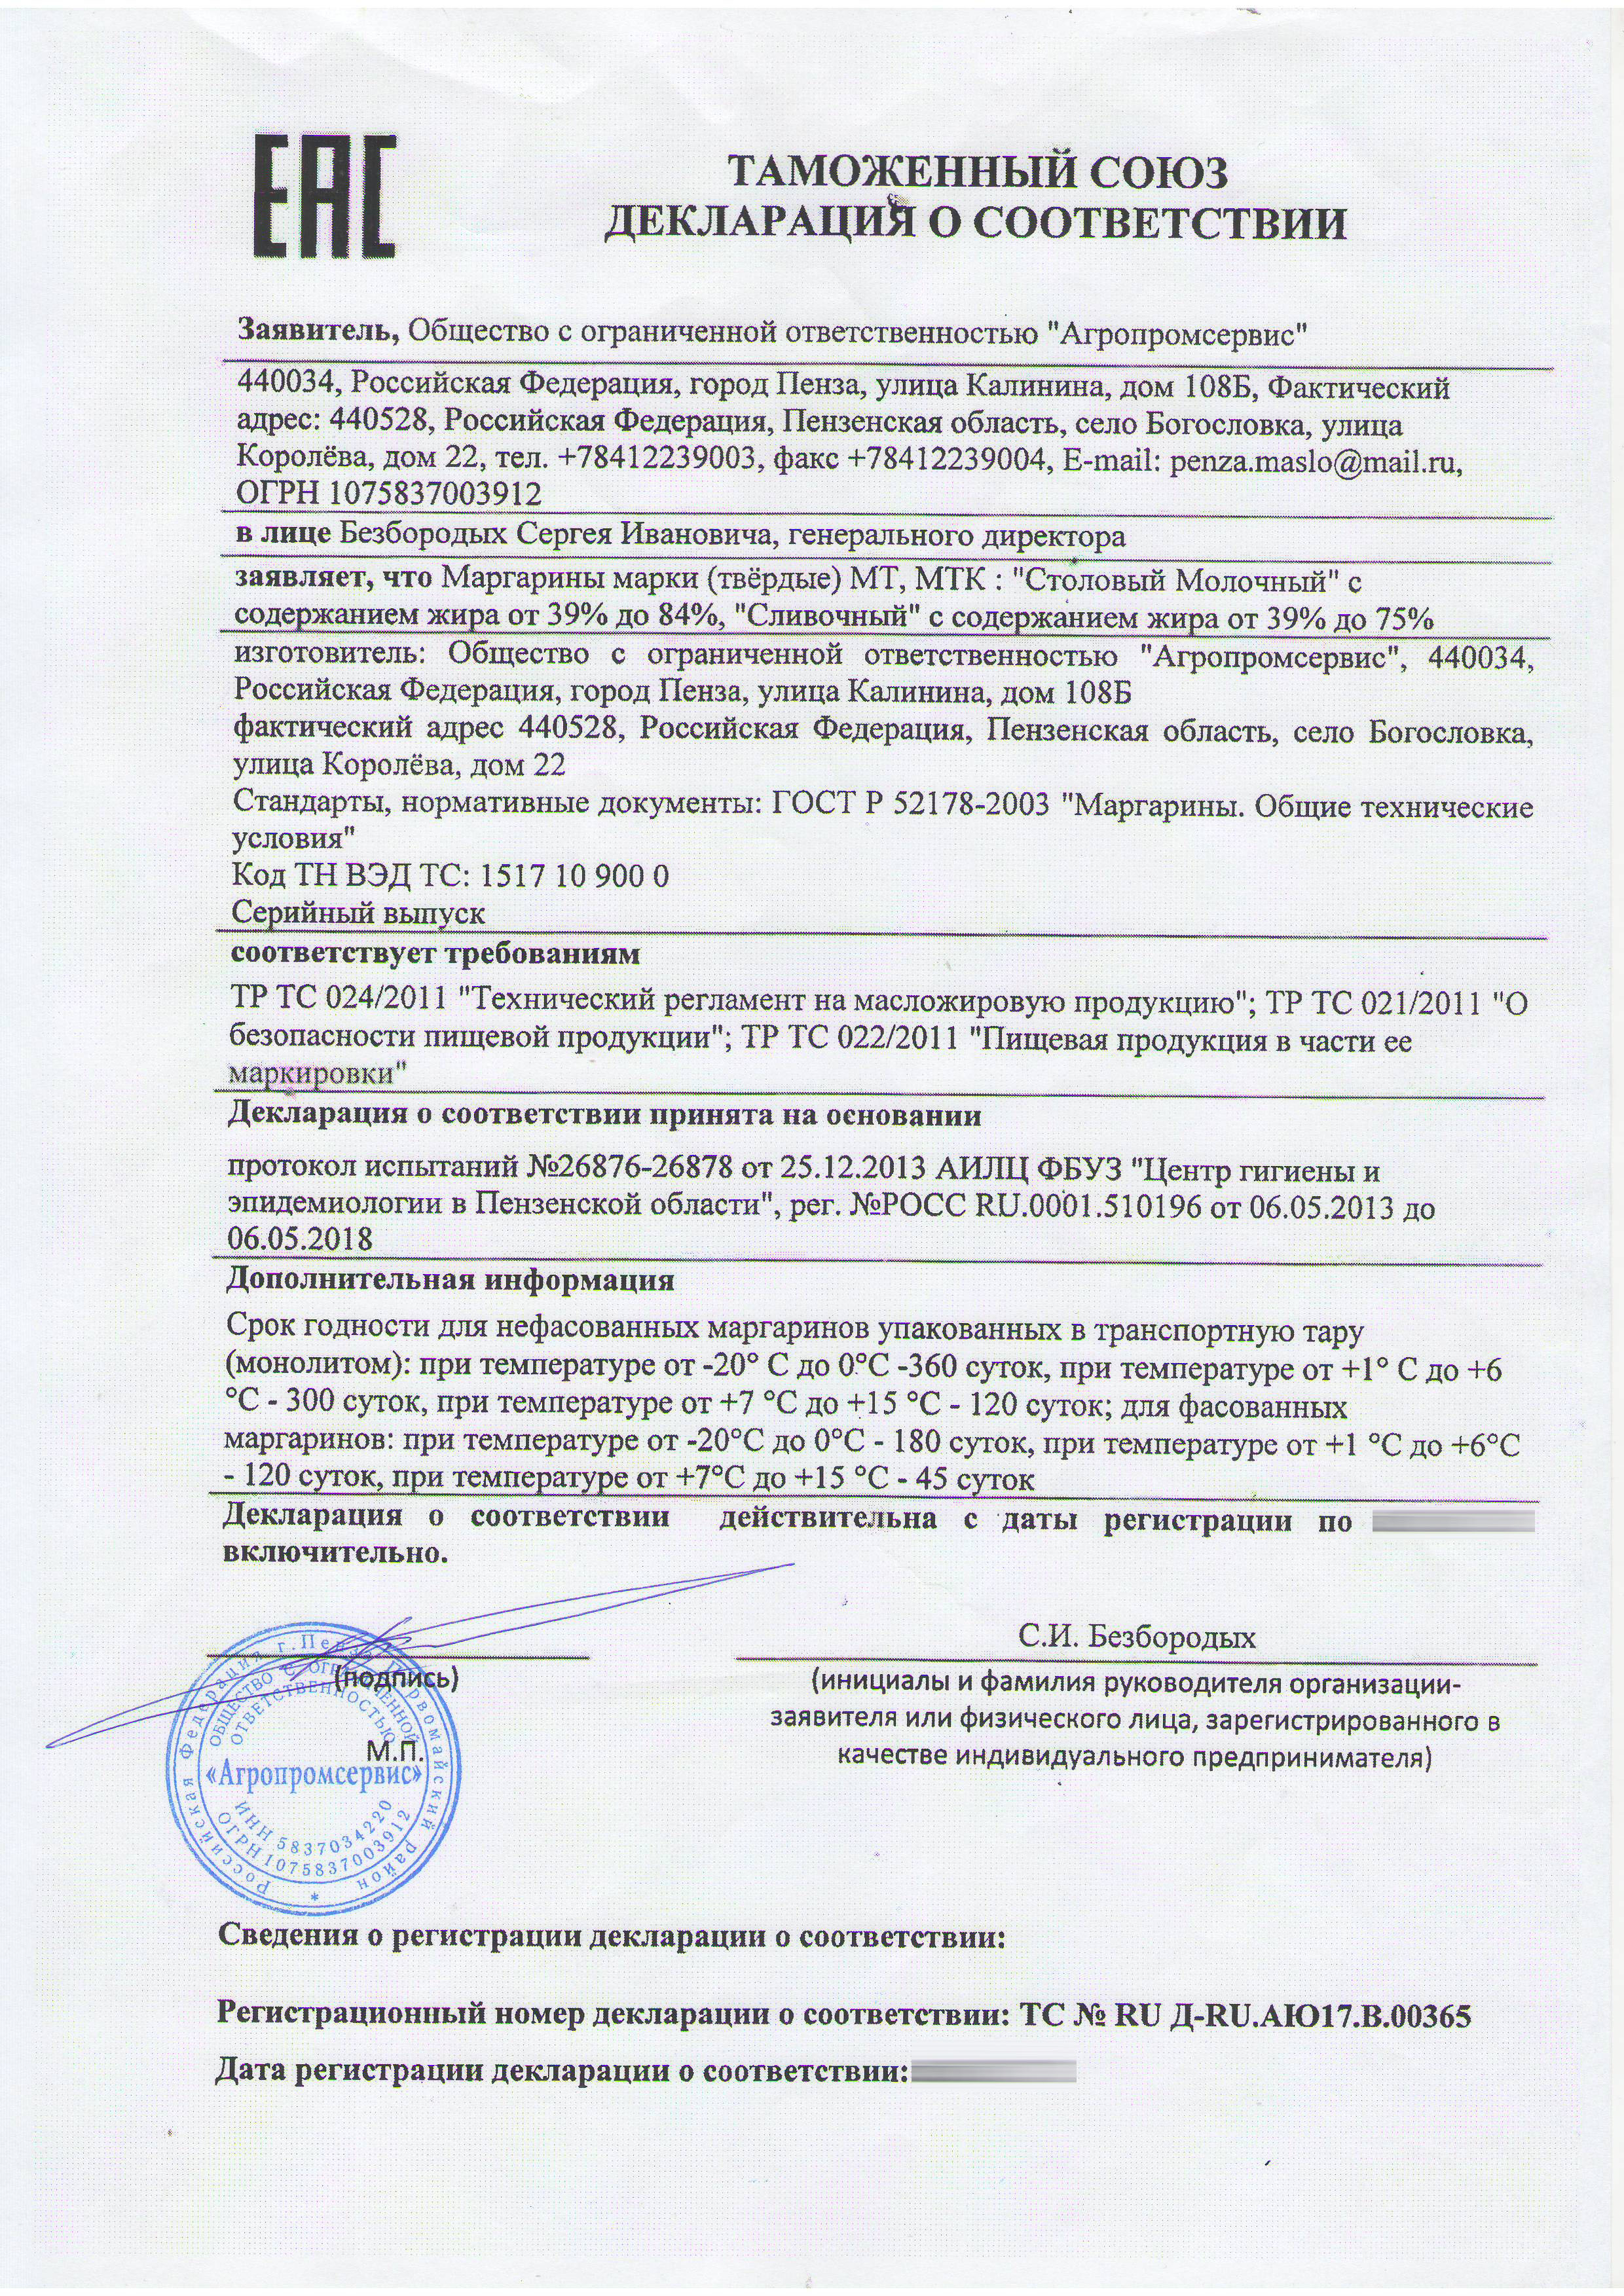 ЕАС
ТАМОЖЕННЫЙ СОЮЗ
ДЕКЛАРАЦИЯ О СООТВЕТСТВИИ
Заявитель, Общество с ограниченной ответственностью "Агропромсервис"
440034, Российская Федерация, город Пенза, улица Калинина, дом 108Б, Фактический
адрес: 440528, Российская Федерация, Пензенская область, село Богословка, улица
Королёва, дом 22, тел. +78412239003, факс +78412239004, E-mail: penza.maslo@mail.ru,
ОГРН 1075837003912
в лице Безбородых Сергея Ивановича, генерального директора
заявляет, что Маргарины марки (твёрдые) МТ, МТК : "Столовый Молочный" с
содержанием жира от 39% до 84%, "Сливочный" с содержанием жира от 39% до 75%
изготовитель: Общество с ограниченной ответственностью "Агропромсервис", 440034,
Российская Федерация, город Пенза, улица Калинина, дом 108Б
фактический адрес 440528, Российская Федерация, Пензенская область, село Богословка,
улица Королёва, дом 22
Стандарты, нормативные документы: ГОСТ Р 52178-2003 "Маргарины. Общие технические
условия"
Код ТН ВЭД ТС: 1517 10 900 0
Серийный выпуск
соответствует требованиям
ТР ТС 024/2011 "Технический регламент на масложировую продукцию"; ТР ТС 021/2011 "О
безопасности пищевой продукции"; ТР ТС 022/2011 "Пищевая продукция в части ее
маркировки"
Декларация о соответствии принята на основании
протокол испытаний №26876-26878 от 25.12.2013 АИЛЦ ФБУЗ "Центр гигиены и
эпидемиологии в Пензенской области", рег. №РОСС RU.0001.510196 от 06.05.2013 до
06.05.2018
Дополнительная информация
Срок годности для нефасованных маргаринов упакованных в транспортную тару
(монолитом): при температуре от -20° С до 0°С -360 суток, при температуре от +1° С до +6
°С - 300 суток, при температуре от +7 °С до +15 °С - 120 суток; для фасованных
маргаринов: при температуре от -20°С до 0°С - 180 суток, при температуре от +1 °С до +6°С
- 120 суток, при температуре от +7°С до +15 °С - 45 суток
Декларация о соответствии действительна с даты регистрации по
включительно.
С.И. Безбородых
(подпись)
(инициалы и фамилия руководителя организации-
заявителя или физического лица, зарегистрированного в
качестве индивидуального предпринимателя)
М.П.
Российская Федерация г.Пенза Первомайский район
ОБЩЕСТВО С ОГРАНИЧЕННОЙ
ОТВЕТСТВЕННОСТЬЮ
«Агропромсервис»
ИНН 5837034220
ОГРН 1075837003912
*
Сведения о регистрации декларации о соответствии:
Регистрационный номер декларации о соответствии: ТС № RU Д-RU.АЮ17.В.00365
Дата регистрации декларации о соответствии: